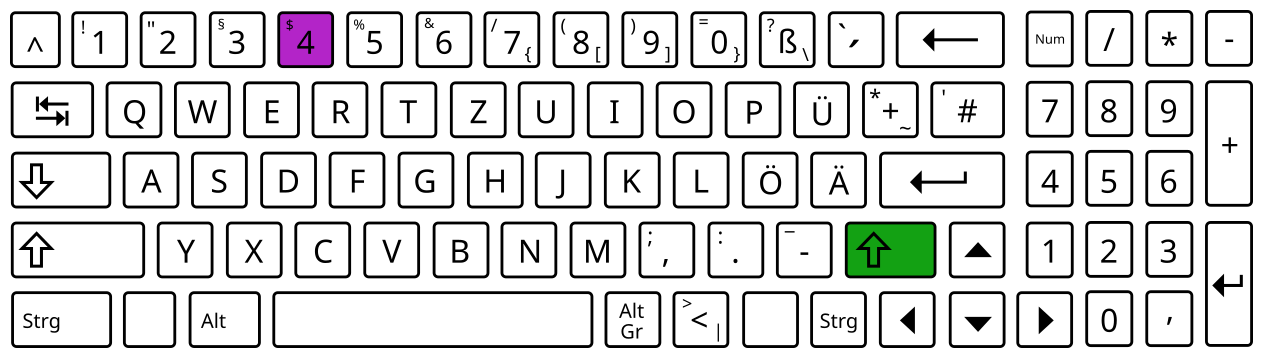 ^ ! 1 " 2 § 3 $ 4 % 5 & 6 / 7 { ( 8 [ ) 9 ] = 0 } ? ß \ ` ´ Num / * -
Q W E R T Z U I O P Ü * + ~ ' # 7 8 9 +
A S D F G H J K L Ö Ä 4 5 6
Y X C V B N M ; , : . _ - 1 2 3
Strg Alt Alt Gr > < | Strg 0 ,